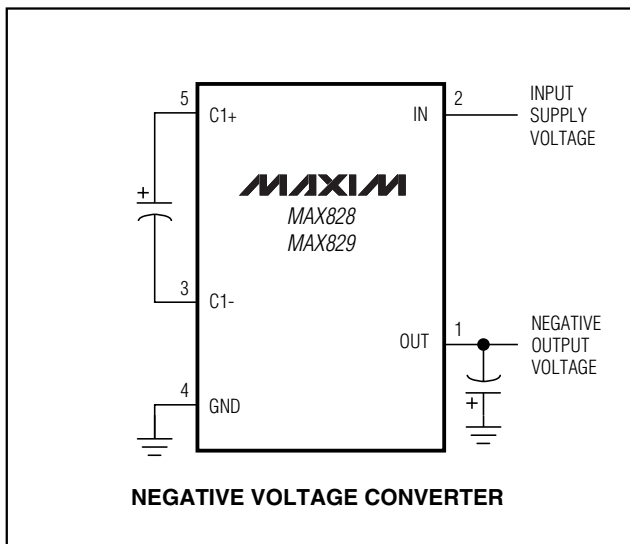 5
C1+
IN
2
INPUT
SUPPLY
VOLTAGE
+
MAXIM
MAX828
MAX829
3
C1-
OUT
1
NEGATIVE
OUTPUT
VOLTAGE
4
GND
+
NEGATIVE VOLTAGE CONVERTER